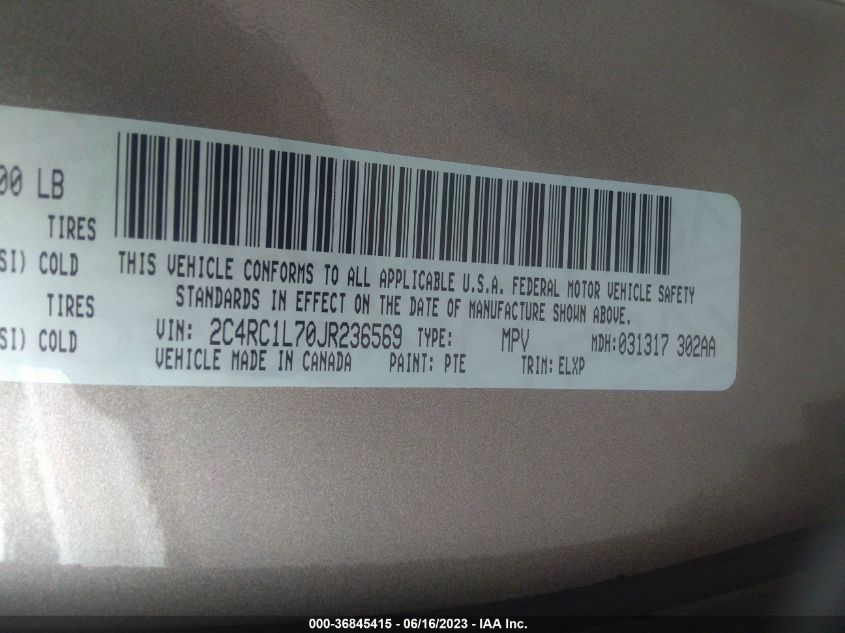 00 LB
TIRES
SI) COLD
TIRES
SI) COLD
THIS VEHICLE CONFORMS TO ALL APPLICABLE U.S.A. FEDERAL MOTOR VEHICLE SAFETY
STANDARDS IN EFFECT ON THE DATE OF MANUFACTURE SHOWN ABOVE.
VIN: 2C4RC1L70JR236569 TYPE: MPV MDH:031317 302AA
VEHICLE MADE IN CANADA PAINT: PTE TRIM: ELXP
000-36845415 - 06/16/2023 - IAA Inc.